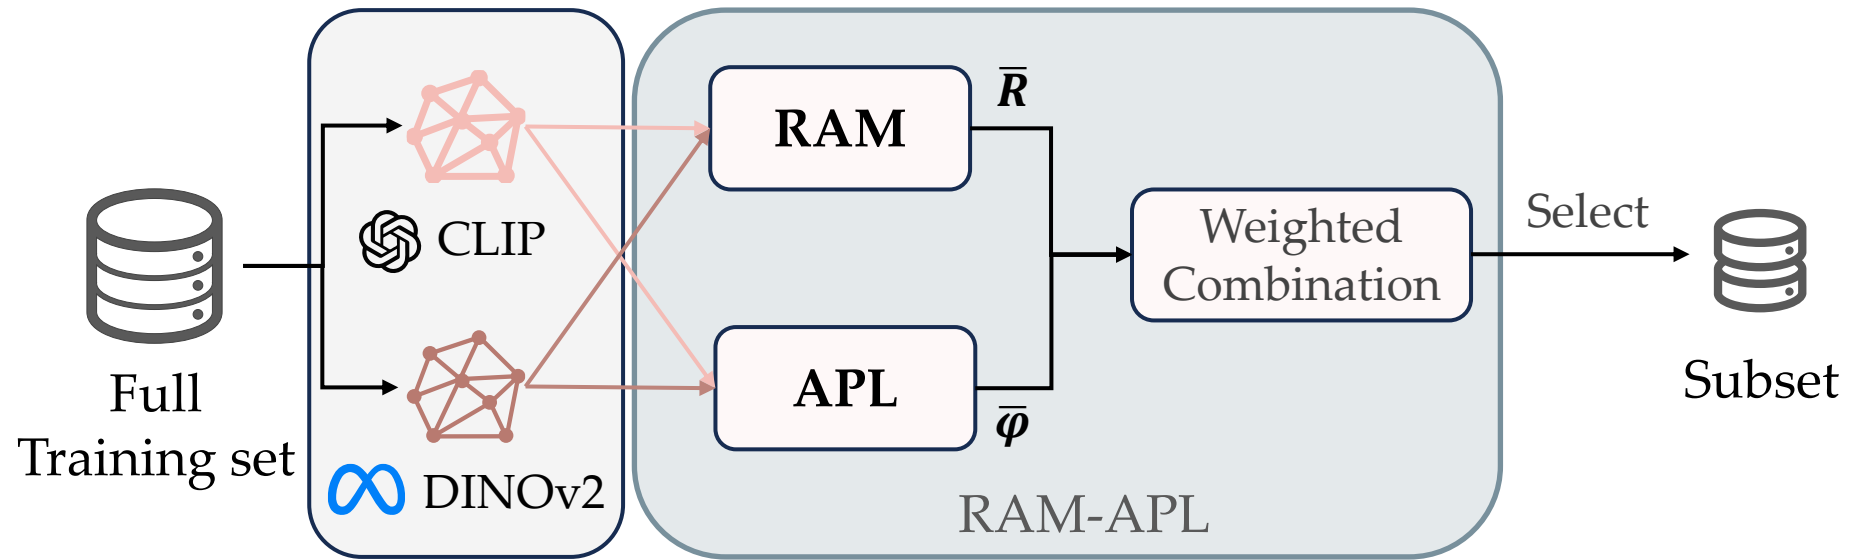 Full
Training set
CLIP
DINOv2
RAM
R̅
APL
φ̅
Weighted
Combination
RAM-APL
Select
Subset